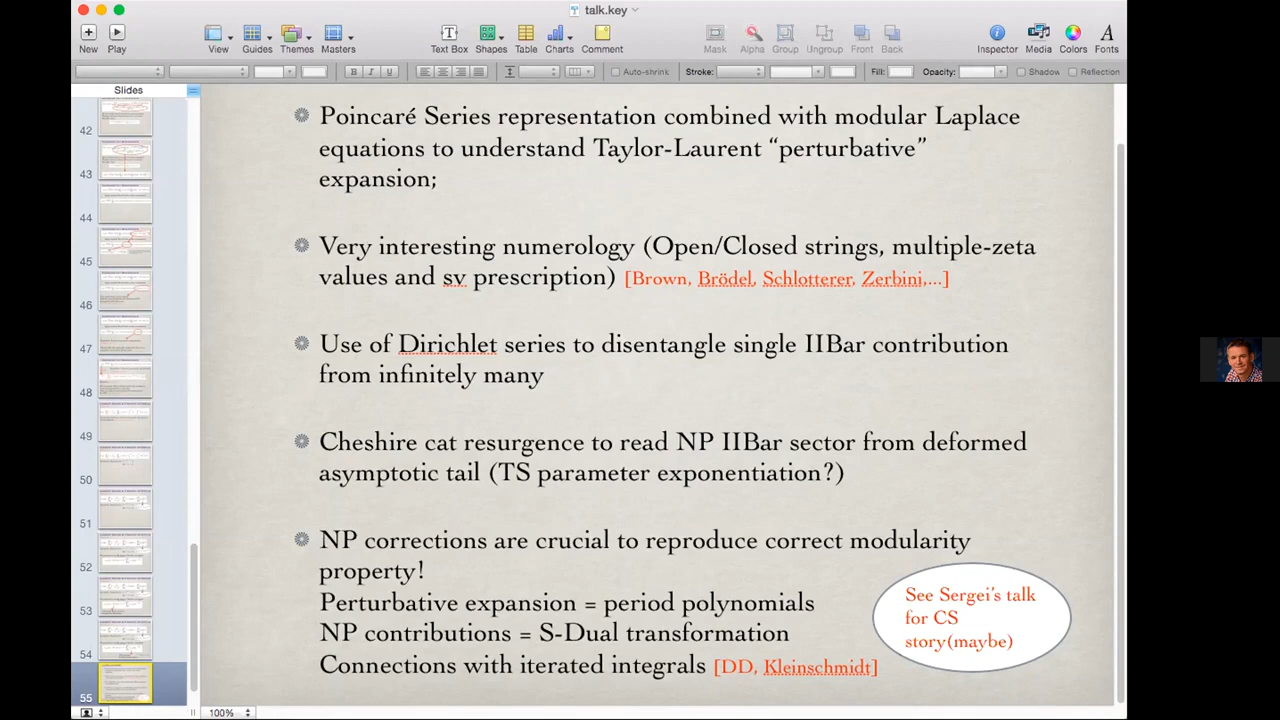 talk.key
New Play View Guides Themes Masters Text Box Shapes Table Charts Comment Mask Alpha Group Ungroup Front Back Inspector Media Colors Fonts
B I U Auto-shrink Stroke: Fill: Opacity: Shadow Reflection
Slides
42
43
44
45
46
47
48
49
50
51
52
53
54
55
Poincaré Series representation combined with modular Laplace
equations to understand Taylor-Laurent “perturbative”
expansion;
Very interesting numerology (Open/Closed strings, multiple-zeta
values and sv prescription) [Brown, Brödel, Schlotterer, Zerbini,...]
Use of Dirichlet series to disentangle single IIBar contribution
from infinitely many
Cheshire cat resurgence to read NP IIBar sector from deformed
asymptotic tail (TS parameter exponentiation?)
NP corrections are crucial to reproduce correct modularity
property!
Perturbative expansion = period polynomials
NP contributions = S-Dual transformation
Connections with iterated integrals [DD, Kleinschmidt]
See Sergei's talk
for CS
story(maybe)
100%